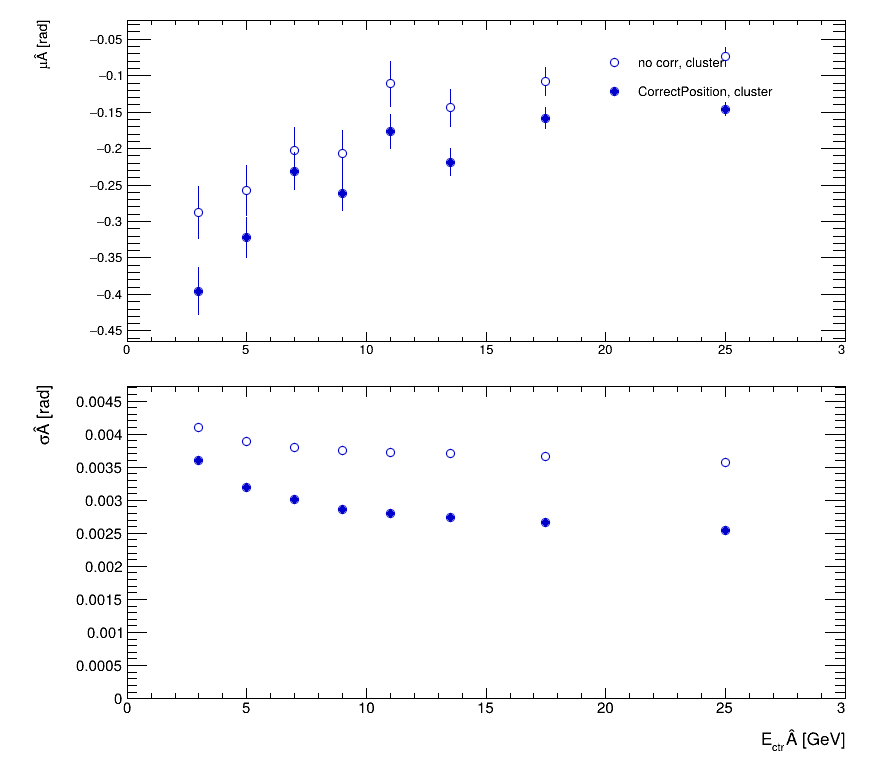 μÂ [rad]
−0.05
−0.1
−0.15
−0.2
−0.25
−0.3
−0.35
−0.4
−0.45
no corr, cluster
CorrectPosition, cluster
0 5 10 15 20 25 3
σÂ [rad]
0.0045
0.004
0.0035
0.003
0.0025
0.002
0.0015
0.001
0.0005
0
0 5 10 15 20 25 3
E_ctr Â [GeV]